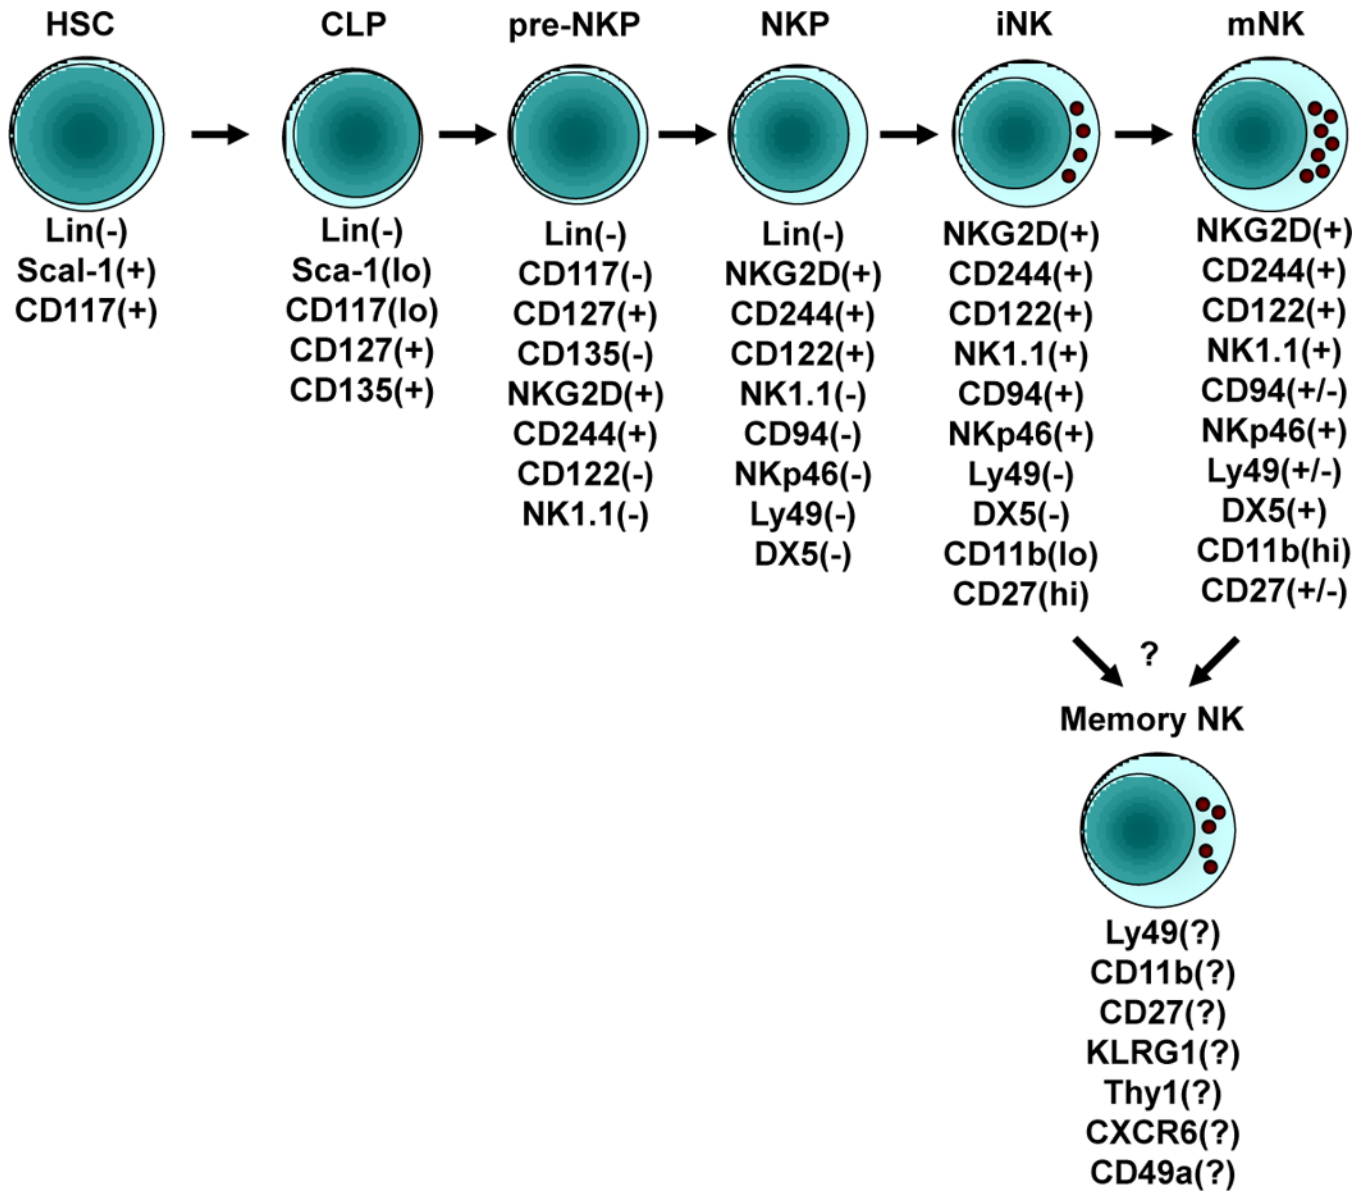 HSC
Lin(-)
Scal-1(+)
CD117(+)
CLP
Lin(-)
Sca-1(lo)
CD117(lo)
CD127(+)
CD135(+)
pre-NKP
Lin(-)
CD117(-)
CD127(+)
CD135(-)
NKG2D(+)
CD244(+)
CD122(-)
NK1.1(-)
NKP
Lin(-)
NKG2D(+)
CD244(+)
CD122(+)
NK1.1(-)
CD94(-)
NKp46(-)
Ly49(-)
DX5(-)
iNK
NKG2D(+)
CD244(+)
CD122(+)
NK1.1(+)
CD94(+)
NKp46(+)
Ly49(-)
DX5(-)
CD11b(lo)
CD27(hi)
mNK
NKG2D(+)
CD244(+)
CD122(+)
NK1.1(+)
CD94(+/-)
NKp46(+)
Ly49(+/-)
DX5(+)
CD11b(hi)
CD27(+/-)
?
Memory NK
Ly49(?)
CD11b(?)
CD27(?)
KLRG1(?)
Thy1(?)
CXCR6(?)
CD49a(?)